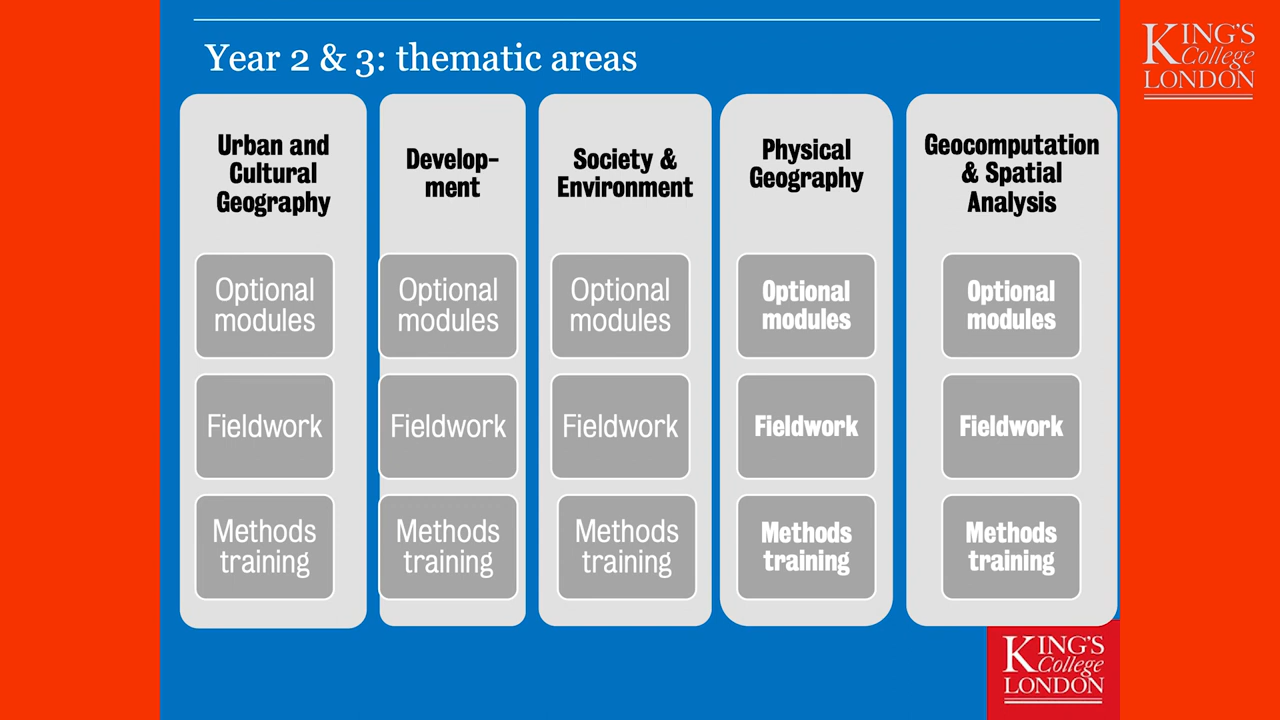 Year 2 & 3: thematic areas
KING'S
College
LONDON
Urban and
Cultural
Geography
Optional
modules
Fieldwork
Methods
training
Develop-
ment
Optional
modules
Fieldwork
Methods
training
Society &
Environment
Optional
modules
Fieldwork
Methods
training
Physical
Geography
Optional
modules
Fieldwork
Methods
training
Geocomputation
& Spatial
Analysis
Optional
modules
Fieldwork
Methods
training
KING'S
College
LONDON